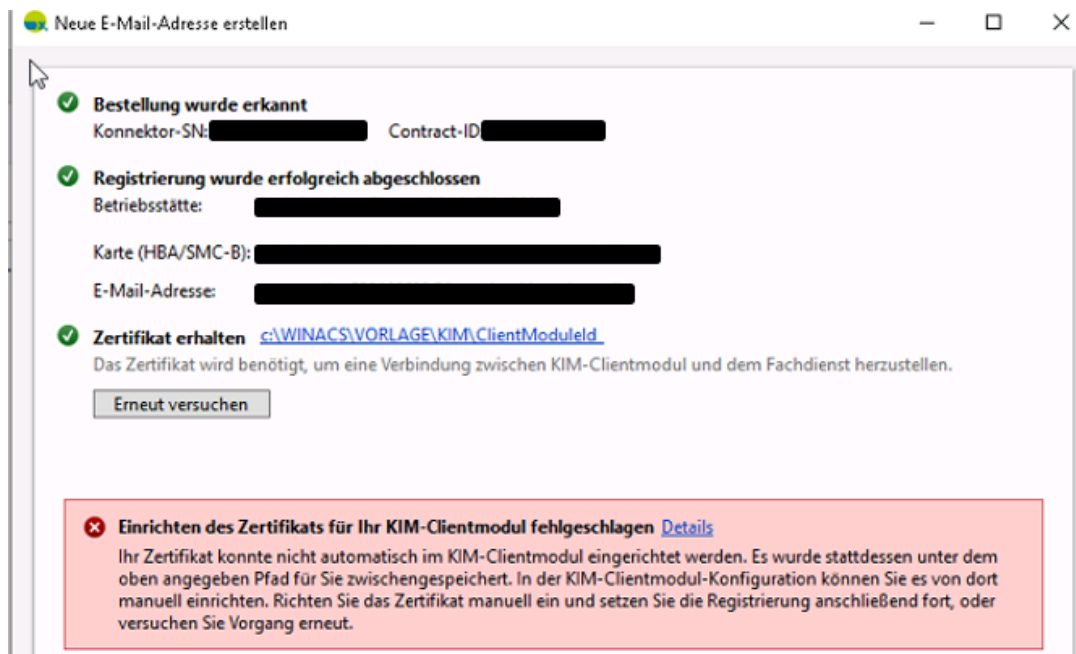 Neue E-Mail-Adresse erstellen
Bestellung wurde erkannt
Konnektor-SN: Contract-ID
Registrierung wurde erfolgreich abgeschlossen
Betriebsstätte:
Karte (HBA/SMC-B):
E-Mail-Adresse:
Zertifikat erhalten c:\WINACS\VORLAGE\KIM\ClientModuleId_
Das Zertifikat wird benötigt, um eine Verbindung zwischen KIM-Clientmodul und dem Fachdienst herzustellen.
Erneut versuchen
Einrichten des Zertifikats für Ihr KIM-Clientmodul fehlgeschlagen Details
Ihr Zertifikat konnte nicht automatisch im KIM-Clientmodul eingerichtet werden. Es wurde stattdessen unter dem
oben angegeben Pfad für Sie zwischengespeichert. In der KIM-Clientmodul-Konfiguration können Sie es von dort
manuell einrichten. Richten Sie das Zertifikat manuell ein und setzen Sie die Registrierung anschließend fort, oder
versuchen Sie Vorgang erneut.